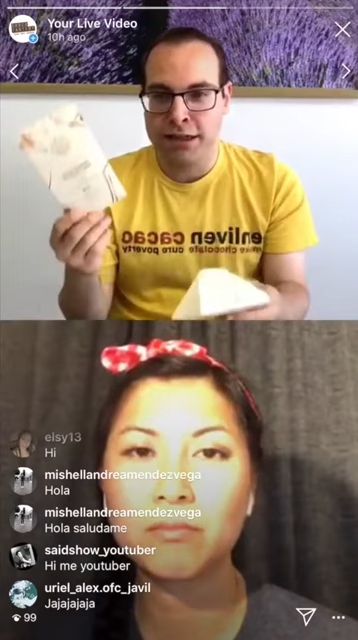 Your Live Video
10h ago
enliven cacao
make chocolate cure poverty
elsy13
Hi
mishellandreamendezvega
Hola
mishellandreamendezvega
Hola saludame
saidshow_youtuber
Hi me youtuber
uriel_alex.ofc_javil
Jajajajaja
99